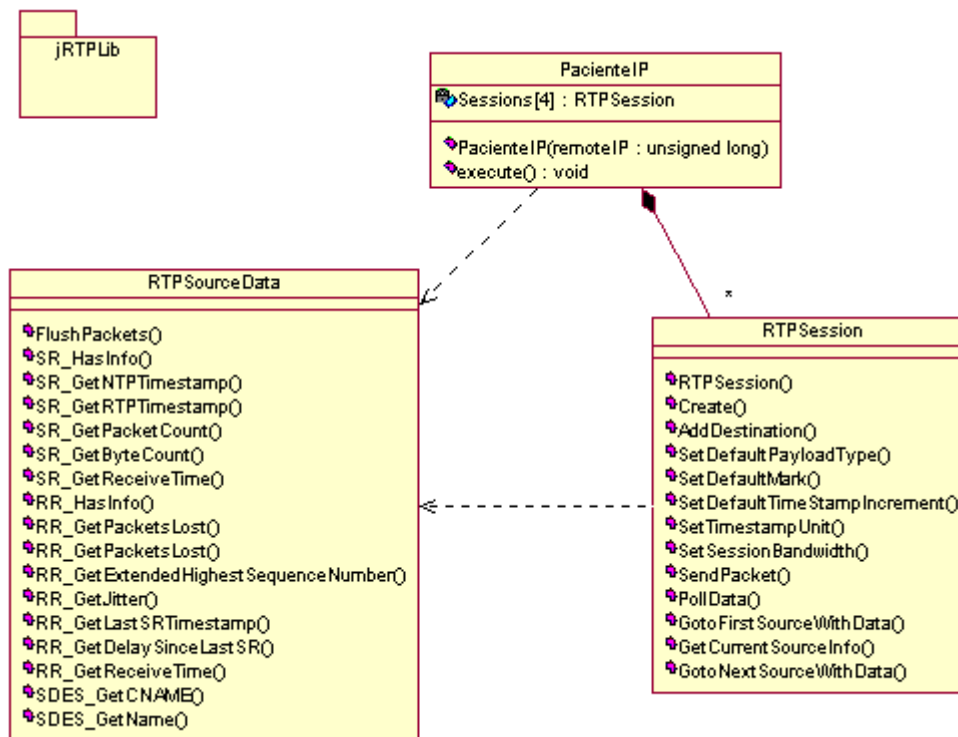 jRTPLib
PacienteIP
Sessions[4] : RTPSession
PacienteIP(remoteIP : unsigned long)
execute() : void
*
RTPSourceData
FlushPackets()
SR_HasInfo()
SR_GetNTPTimestamp()
SR_GetRTPTimestamp()
SR_GetPacketCount()
SR_GetByteCount()
SR_GetReceiveTime()
RR_HasInfo()
RR_GetPacketsLost()
RR_GetPacketsLost()
RR_GetExtendedHighestSequenceNumber()
RR_GetJitter()
RR_GetLastSRTimestamp()
RR_GetDelaySinceLastSR()
RR_GetReceiveTime()
SDES_GetCNAME()
SDES_GetName()
RTPSession
RTPSession()
Create()
AddDestination()
SetDefaultPayloadType()
SetDefaultMark()
SetDefaultTimeStampIncrement()
SetTimestampUnit()
SetSessionBandwidth()
SendPacket()
PollData()
GotoFirstSourceWithData()
GetCurrentSourceInfo()
GotoNextSourceWithData()